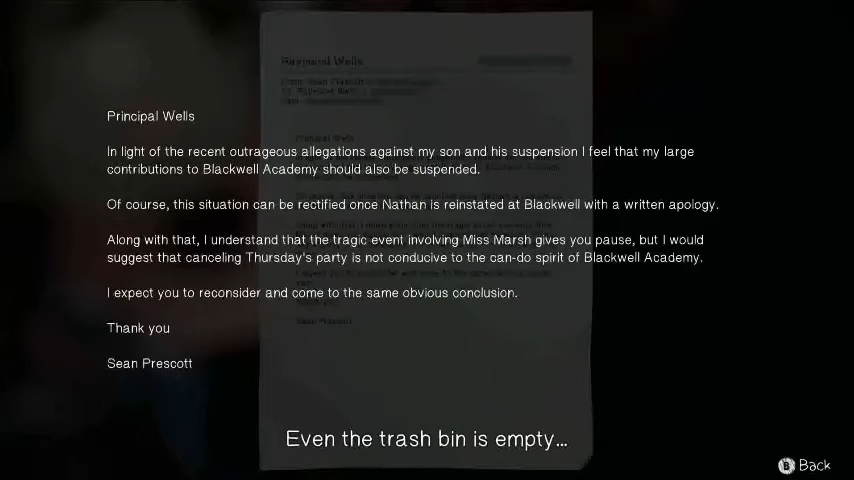 Raymond Wells
Principal Wells
In light of the recent outrageous allegations against my son and his suspension I feel that my large
contributions to Blackwell Academy should also be suspended.
Of course, this situation can be rectified once Nathan is reinstated at Blackwell with a written apology.
Along with that, I understand that the tragic event involving Miss Marsh gives you pause, but I would
suggest that canceling Thursday's party is not conducive to the can-do spirit of Blackwell Academy.
I expect you to reconsider and come to the same obvious conclusion.
Thank you
Sean Prescott
Even the trash bin is empty...
B Back